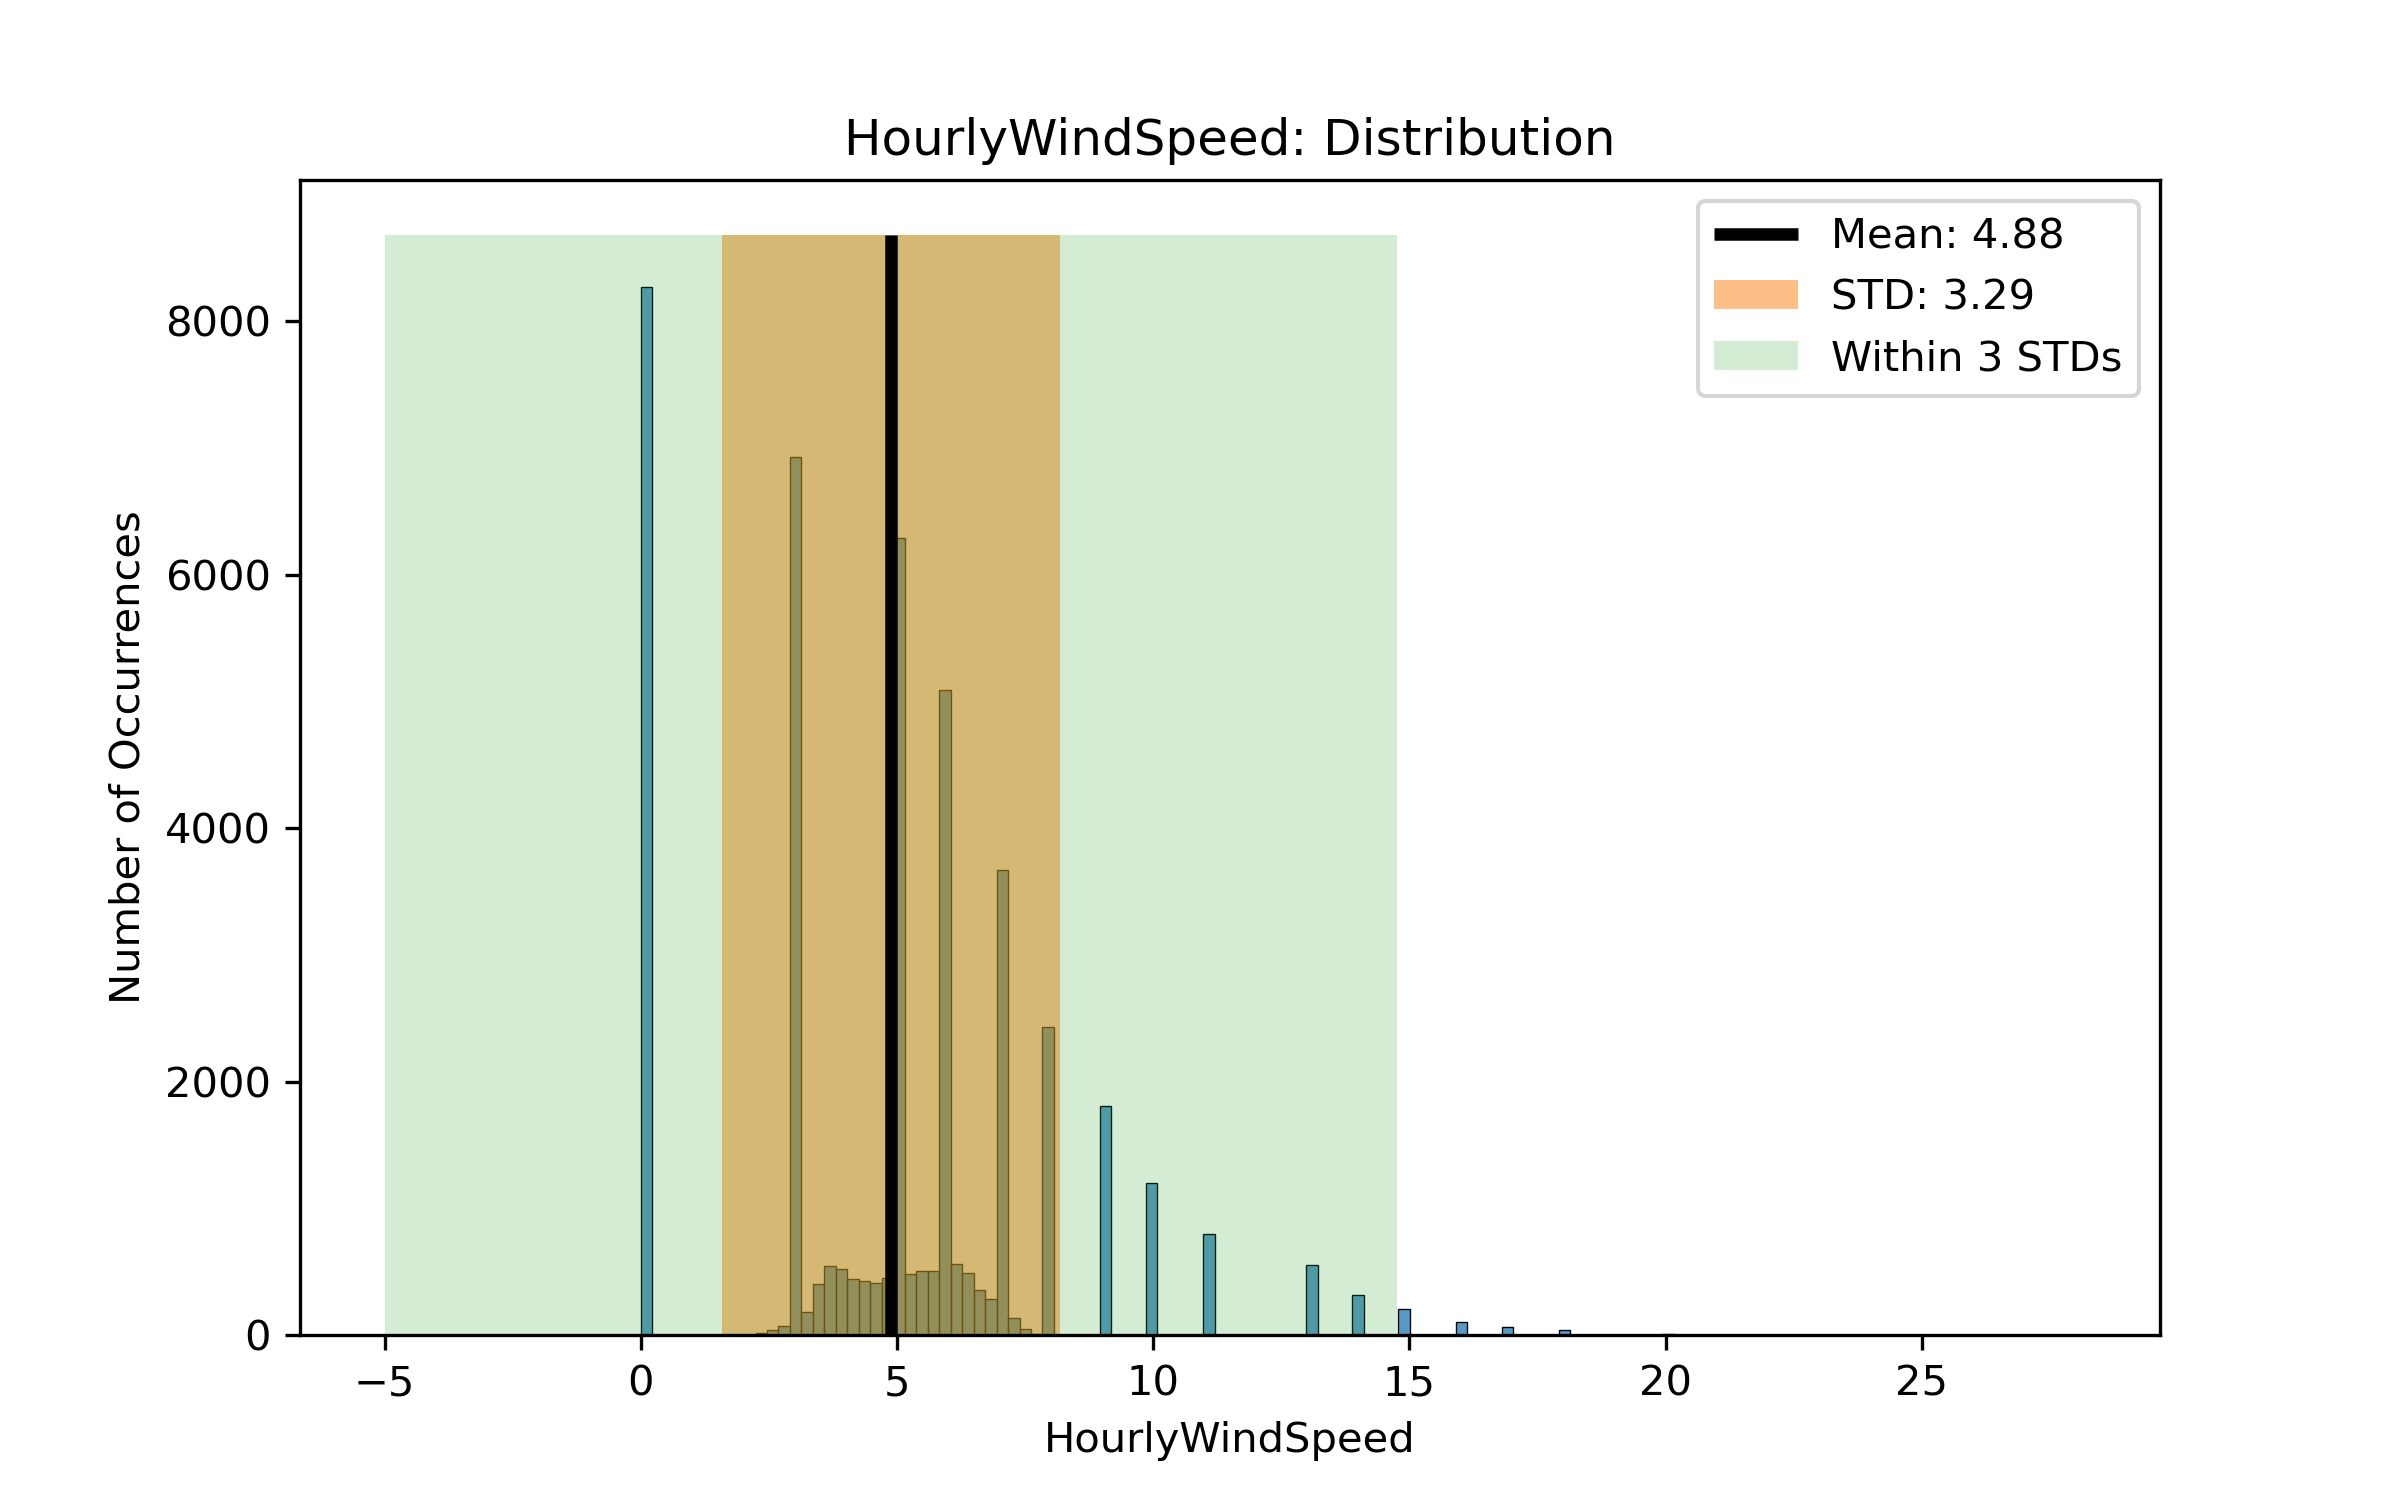 HourlyWindSpeed: Distribution
Mean: 4.88
STD: 3.29
Within 3 STDs
Number of Occurrences
8000
6000
4000
2000
0
−5 0 5 10 15 20 25
HourlyWindSpeed